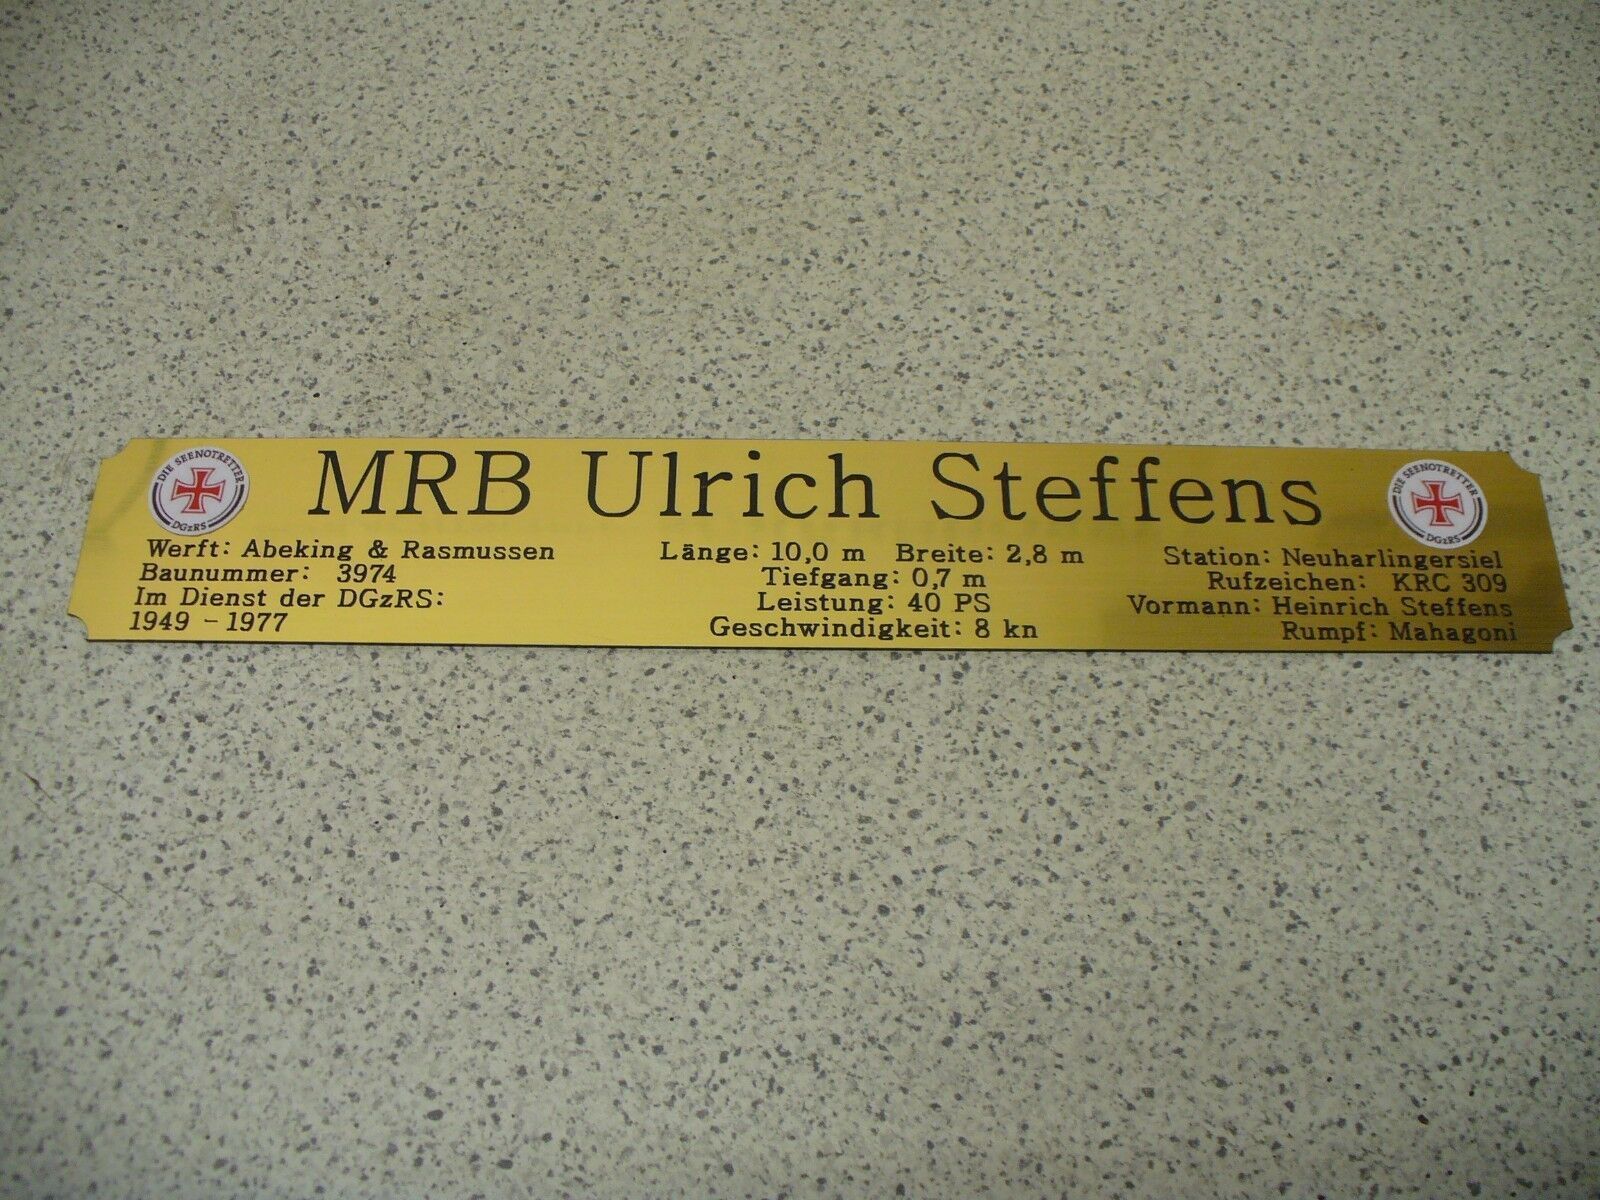 MRB Ulrich Steffens
DIE SEENOTRETTER
DGzRS
Werft: Abeking & Rasmussen
Baunummer: 3974
Im Dienst der DGzRS:
1949 - 1977
Länge: 10,0 m Breite: 2,8 m
Tiefgang: 0,7 m
Leistung: 40 PS
Geschwindigkeit: 8 kn
DIE SEENOTRETTER
DGzRS
Station: Neuharlingersiel
Rufzeichen: KRC 309
Vormann: Heinrich Steffens
Rumpf: Mahagoni